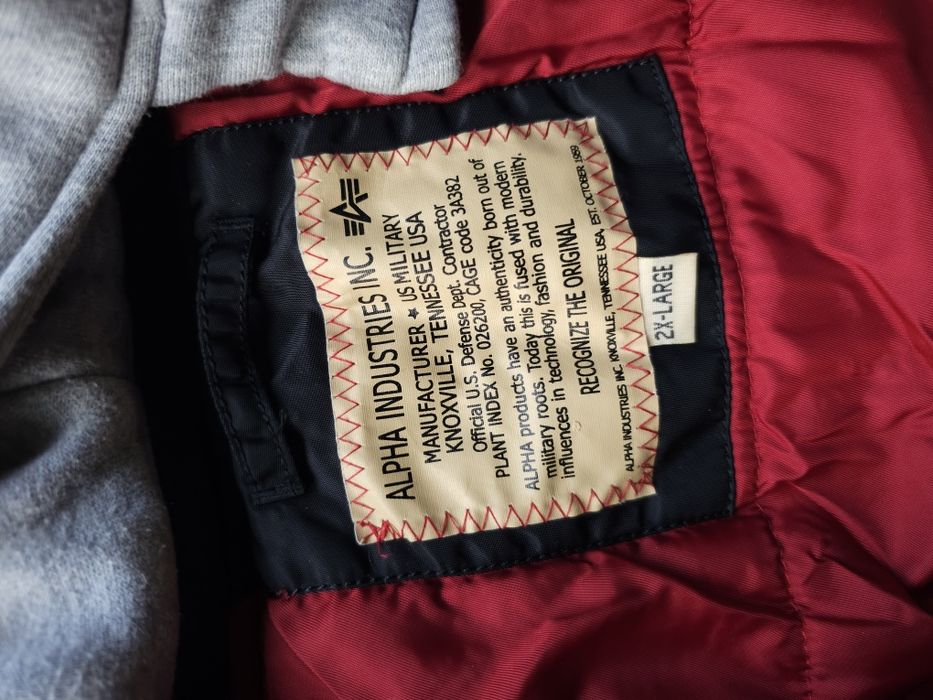 ALPHA INDUSTRIES INC.
MANUFACTURER ★ US MILITARY
KNOXVILLE, TENNESSEE USA
Official U.S. Defense Dept. Contractor
PLANT INDEX No. 026200, CAGE code 3A382
ALPHA products have an authenticity born out of
military roots. Today this is fused with modern
influences in technology, fashion and durability.
RECOGNIZE THE ORIGINAL
ALPHA INDUSTRIES INC. KNOXVILLE, TENNESSEE USA, EST. OCTOBER 1959
2X-LARGE